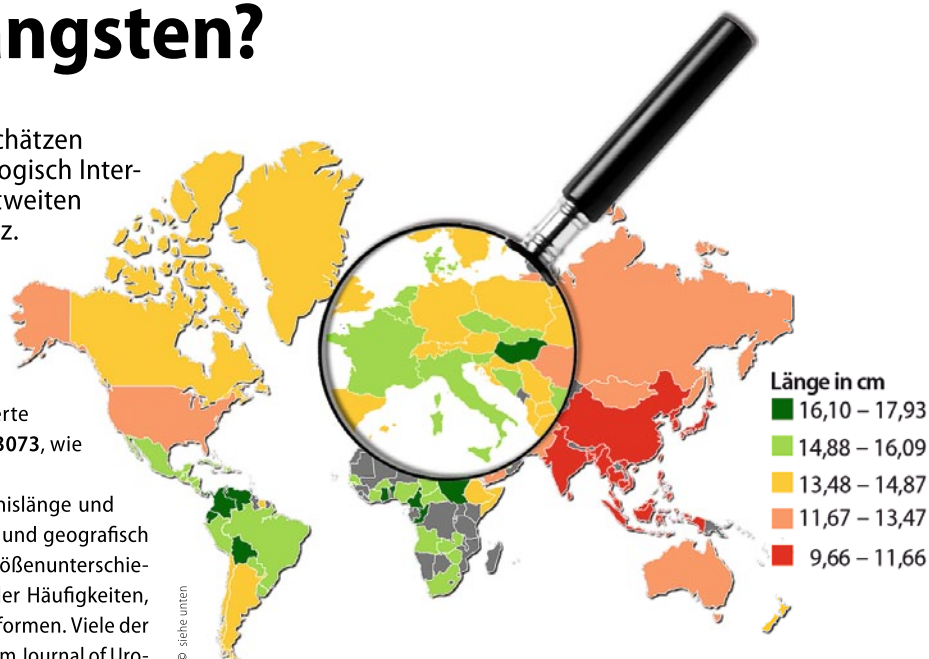 ngsten?
chätzen
ogisch Inter-
tweiten
z.
erte
3073, wie
nislänge und
und geografisch
ößenunterschie-
ler Häufigkeiten,
formen. Viele der
m Journal of Uro-
© siehe unten
Länge in cm
16,10 – 17,93
14,88 – 16,09
13,48 – 14,87
11,67 – 13,47
9,66 – 11,66